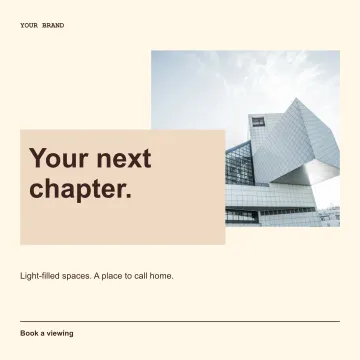 YOUR BRAND
Your next
chapter.
Light-filled spaces. A place to call home.
Book a viewing